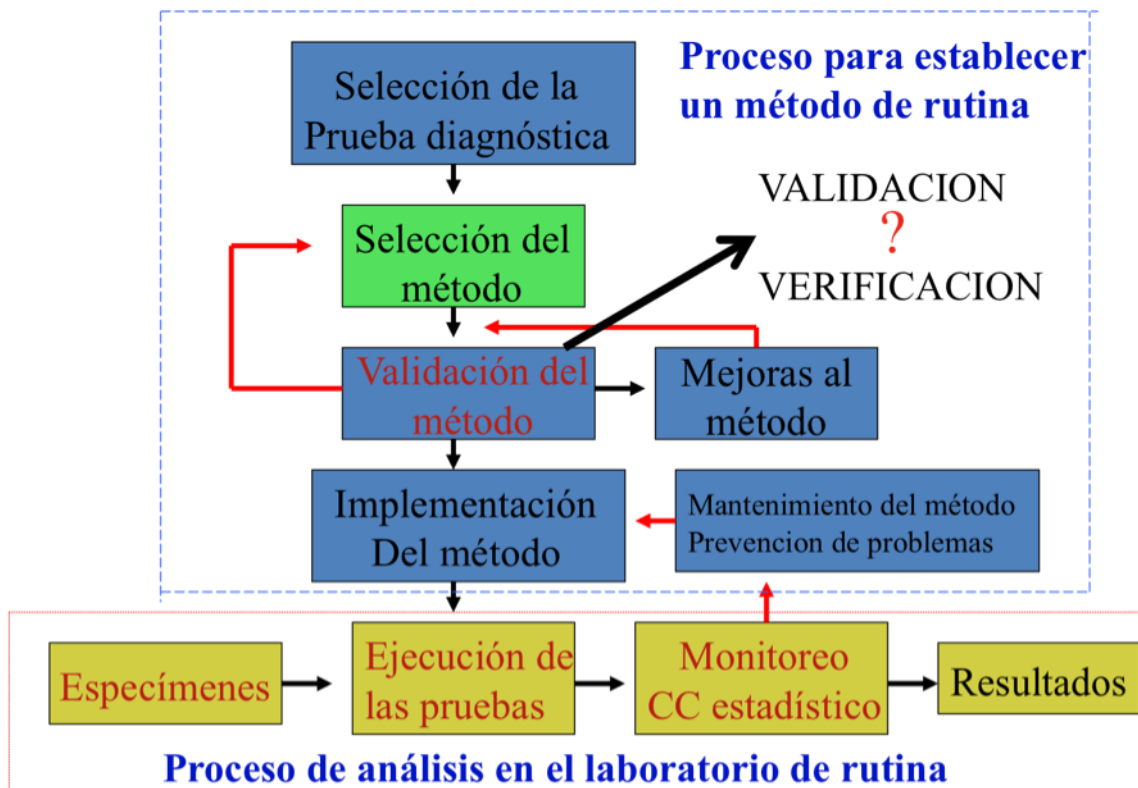 Proceso para establecer
un método de rutina
Selección de la
Prueba diagnóstica
VALIDACION
?
VERIFICACION
Selección del
método
Validación del
método
Mejoras al
método
Implementación
Del método
Mantenimiento del método
Prevencion de problemas
Especímenes
Ejecución de
las pruebas
Monitoreo
CC estadístico
Resultados
Proceso de análisis en el laboratorio de rutina